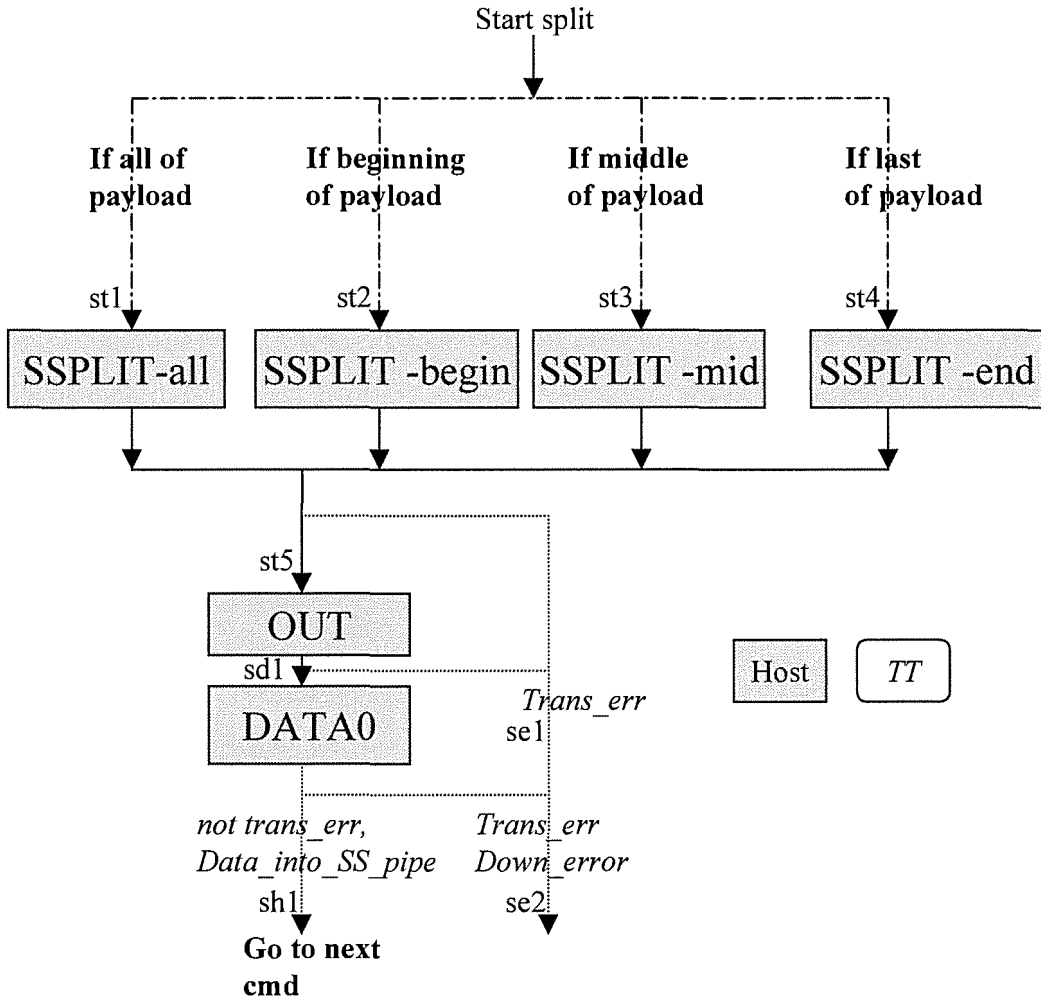 Start split
If all of
payload
If beginning
of payload
If middle
of payload
If last
of payload
st1
st2
st3
st4
SSPLIT-all
SSPLIT -begin
SSPLIT -mid
SSPLIT -end
st5
OUT
sd1
DATA0
Trans_err
se1
Host
TT
not trans_err,
Data_into_SS_pipe
sh1
Trans_err
Down_error
se2
Go to next
cmd